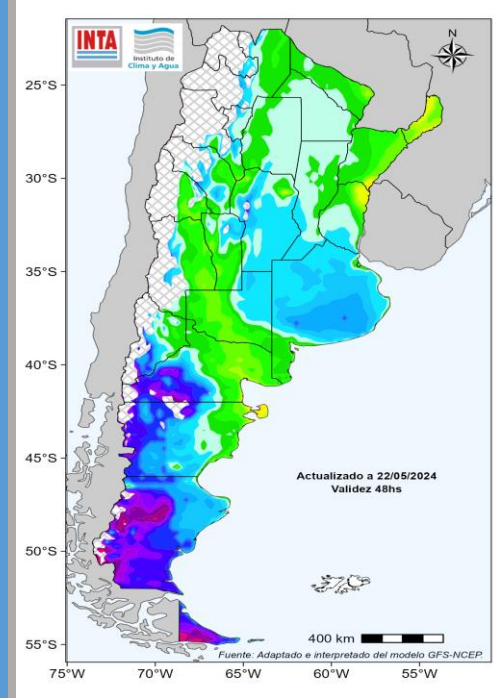 INTA
Instituto de
Clima y Agua
N
25°S
30°S
35°S
40°S
45°S
50°S
55°S
Actualizado a 22/05/2024
Validez 48hs
400 km
Fuente: Adaptado e interpretado del modelo GFS-NCEP.
75°W
70°W
65°W
60°W
55°W